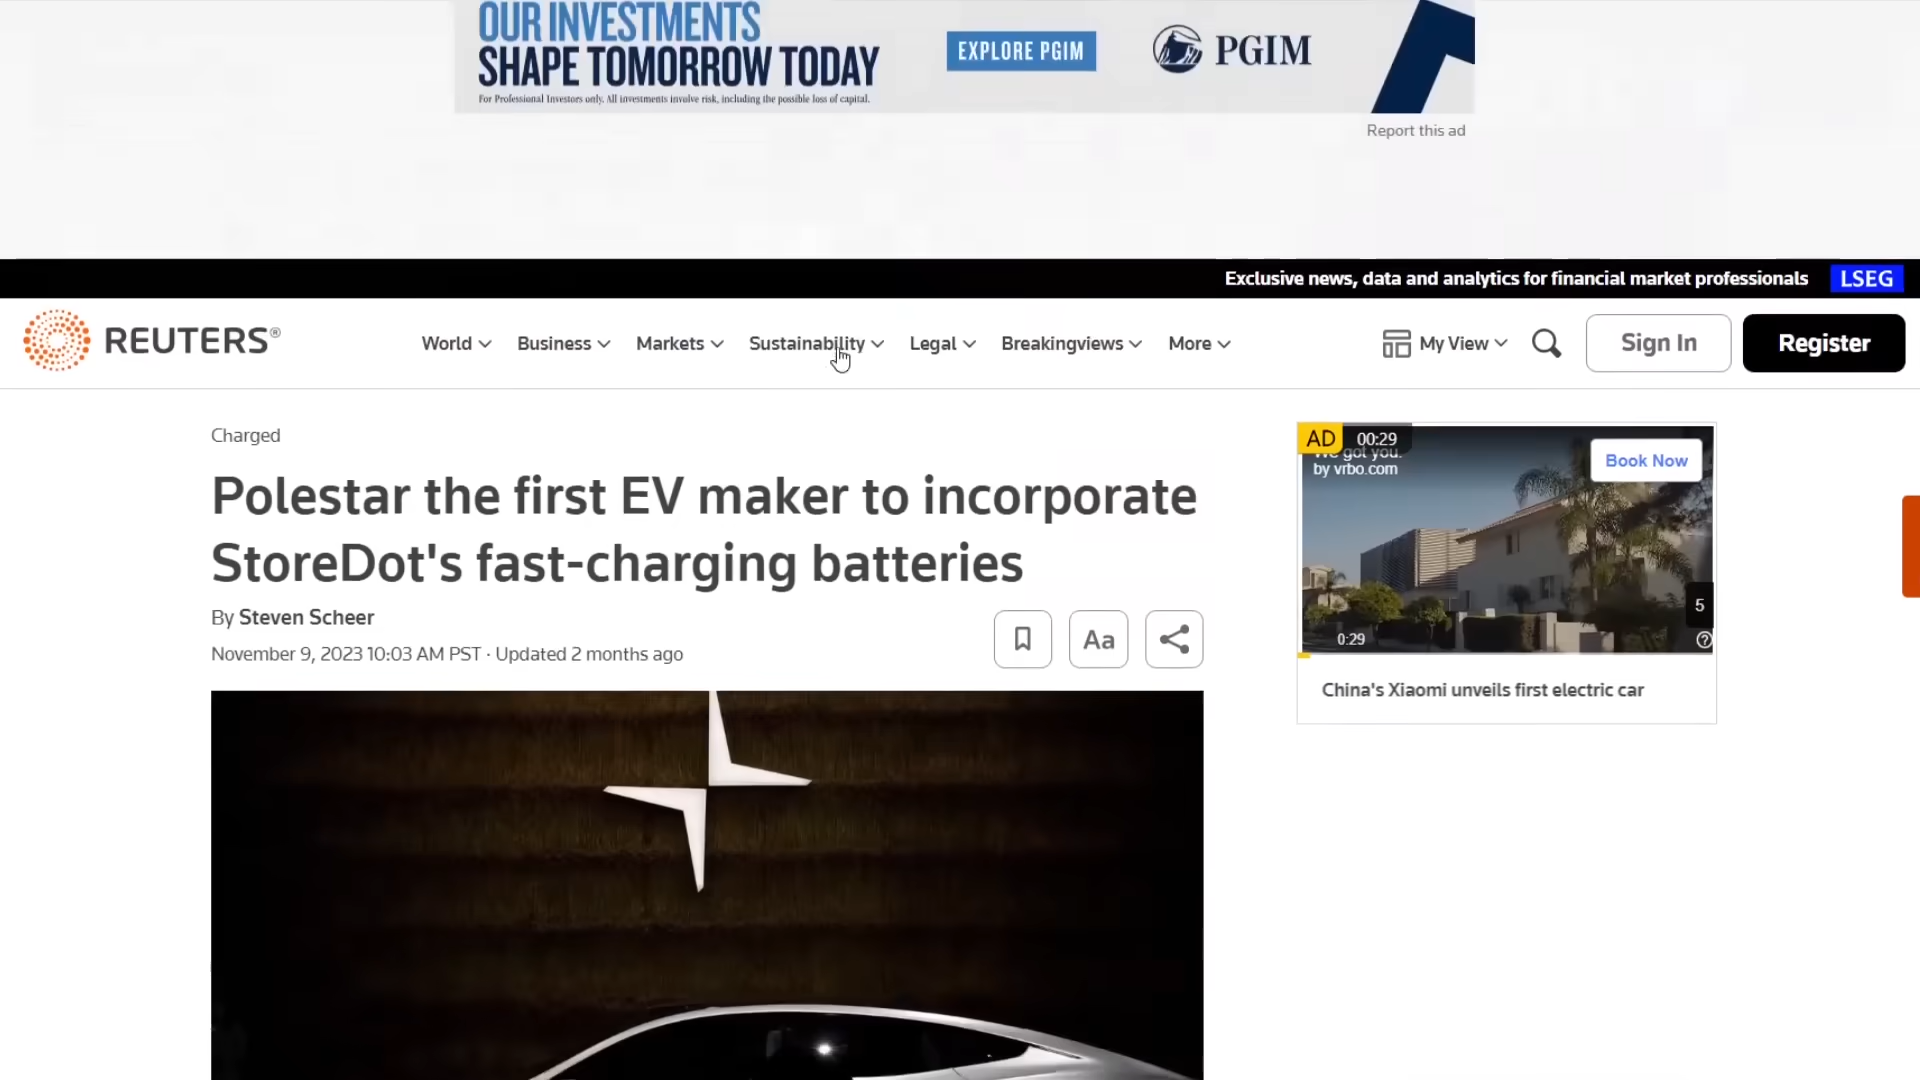 OUR INVESTMENTS
SHAPE TOMORROW TODAY
For Professional Investors only. All investments involve risk, including the possible loss of capital.
EXPLORE PGIM
PGIM
Report this ad
Exclusive news, data and analytics for financial market professionals
LSEG
REUTERS®
World
Business
Markets
Sustainability
Legal
Breakingviews
More
My View
Sign In
Register
Charged
Polestar the first EV maker to incorporate
StoreDot's fast-charging batteries
By Steven Scheer
November 9, 2023 10:03 AM PST · Updated 2 months ago
Aa
AD
00:29
We got you.
by vrbo.com
Book Now
5
0:29
China's Xiaomi unveils first electric car